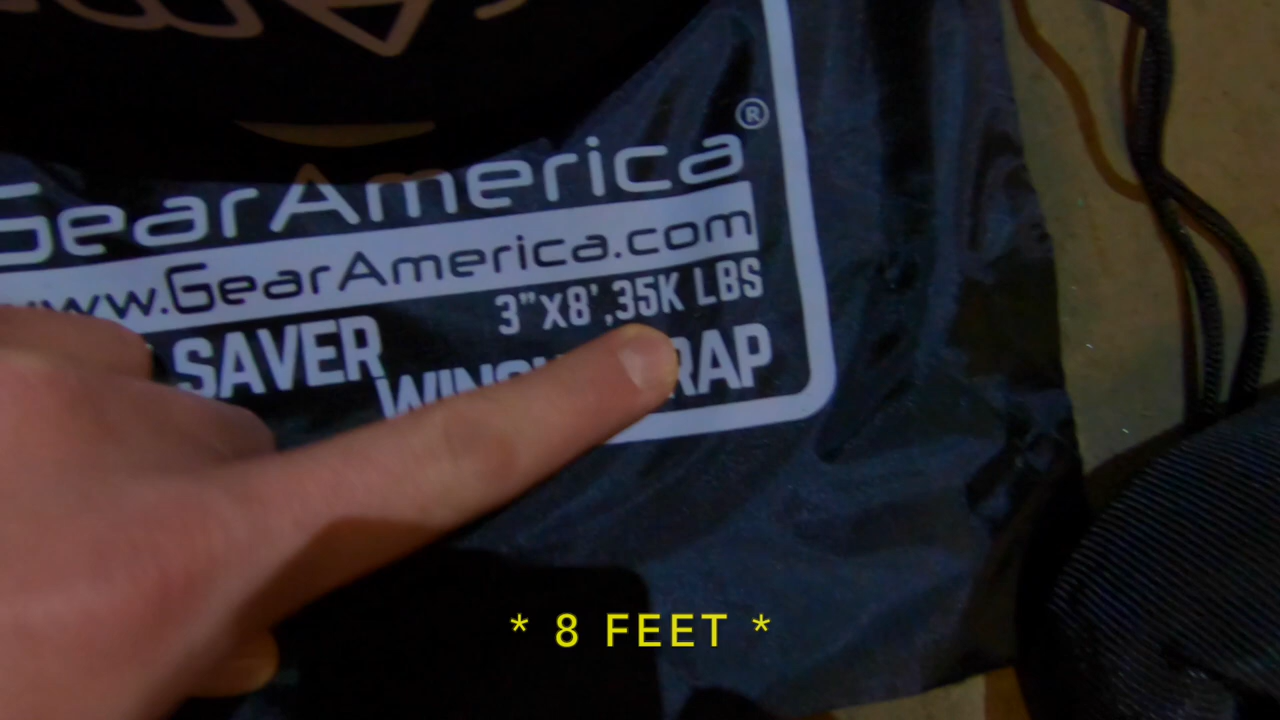 GearAmerica®
www.GearAmerica.com
3"X8',35K LBS
SAVER
* 8 FEET *